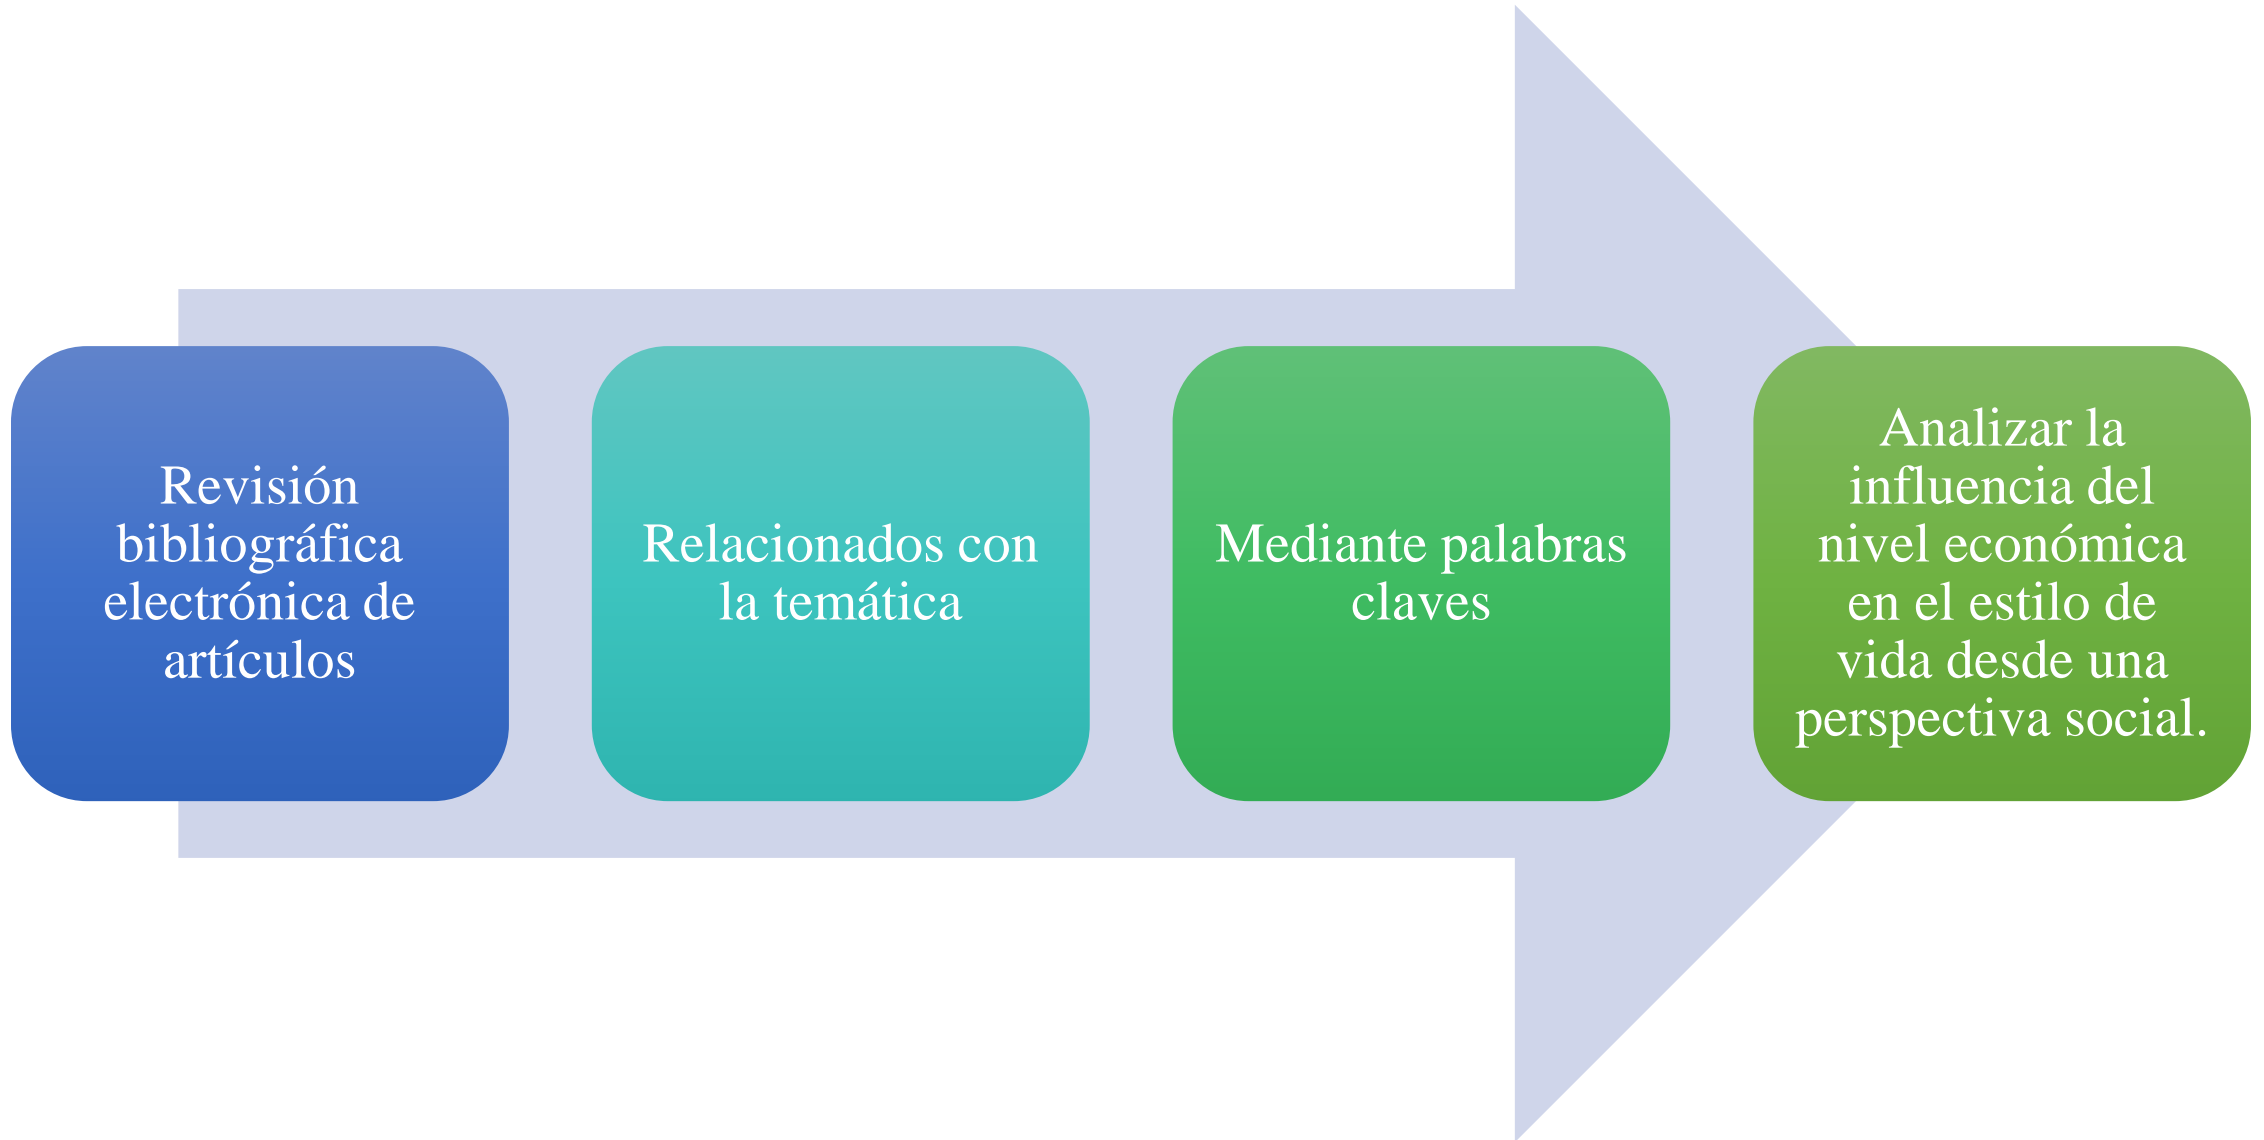 Revisión
bibliográfica
electrónica de
artículos
Relacionados con
la temática
Mediante palabras
claves
Analizar la
influencia del
nivel económica
en el estilo de
vida desde una
perspectiva social.